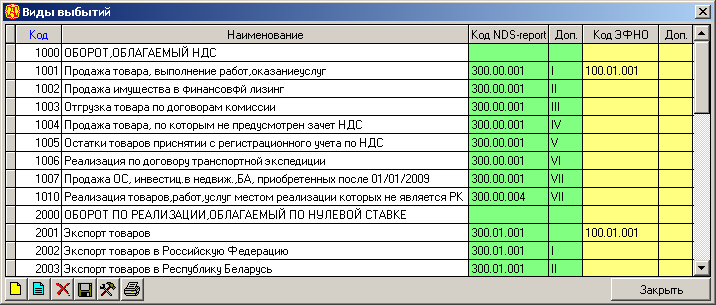 Виды выбытий
Код Наименование Код NDS-report Доп. Код ЭФНО Доп.
1000 ОБОРОТ,ОБЛАГАЕМЫЙ НДС
1001 Продажа товара, выполнение работ,оказаниеуслуг 300.00.001 I 100.01.001
1002 Продажа имущества в финансовфй лизинг 300.00.001 II
1003 Отгрузка товара по договорам комиссии 300.00.001 III
1004 Продажа товара, по которым не предусмотрен зачет НДС 300.00.001 IV
1005 Остатки товаровприснятии с регистрационного учета по НДС 300.00.001 V
1006 Реализация по договору транспортной экспедиции 300.00.001 VI
1007 Продажа ОС, инвестиц.в недвиж.,БА, приобретенных после 01/01/2009 300.00.001 VII
1010 Реализация товаров,работ,услуг местом реализации которых не является РК 300.00.004 VII
2000 ОБОРОТ ПО РЕАЛИЗАЦИИ,ОБЛАГАЕМЫЙ ПО НУЛЕВОЙ СТАВКЕ
2001 Экспорт товаров 300.01.001 100.01.001
2002 Экспорт товаров в Российскую Федерацию 300.01.001 I
2003 Экспорт товаров в Республику Беларусь 300.01.001 II
Закрыть